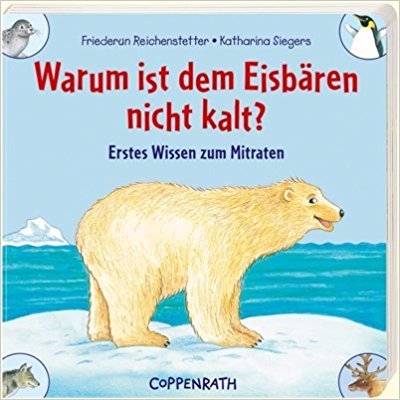 Friederun Reichenstetter • Katharina Siegers
Warum ist dem Eisbären
nicht kalt?
Erstes Wissen zum Mitraten
COPPENRATH